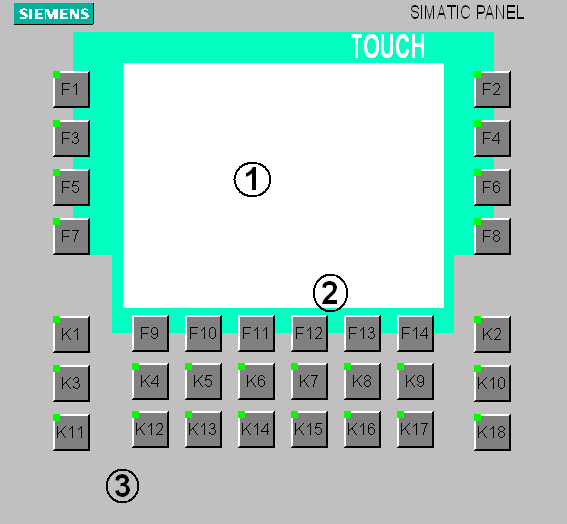 SIEMENS
SIMATIC PANEL
TOUCH
F1 F2
F3 F4
1
F5 F6
F7 F8
2
K1 F9 F10 F11 F12 F13 F14 K2
K3 K4 K5 K6 K7 K8 K9 K10
K11 K12 K13 K14 K15 K16 K17 K18
3